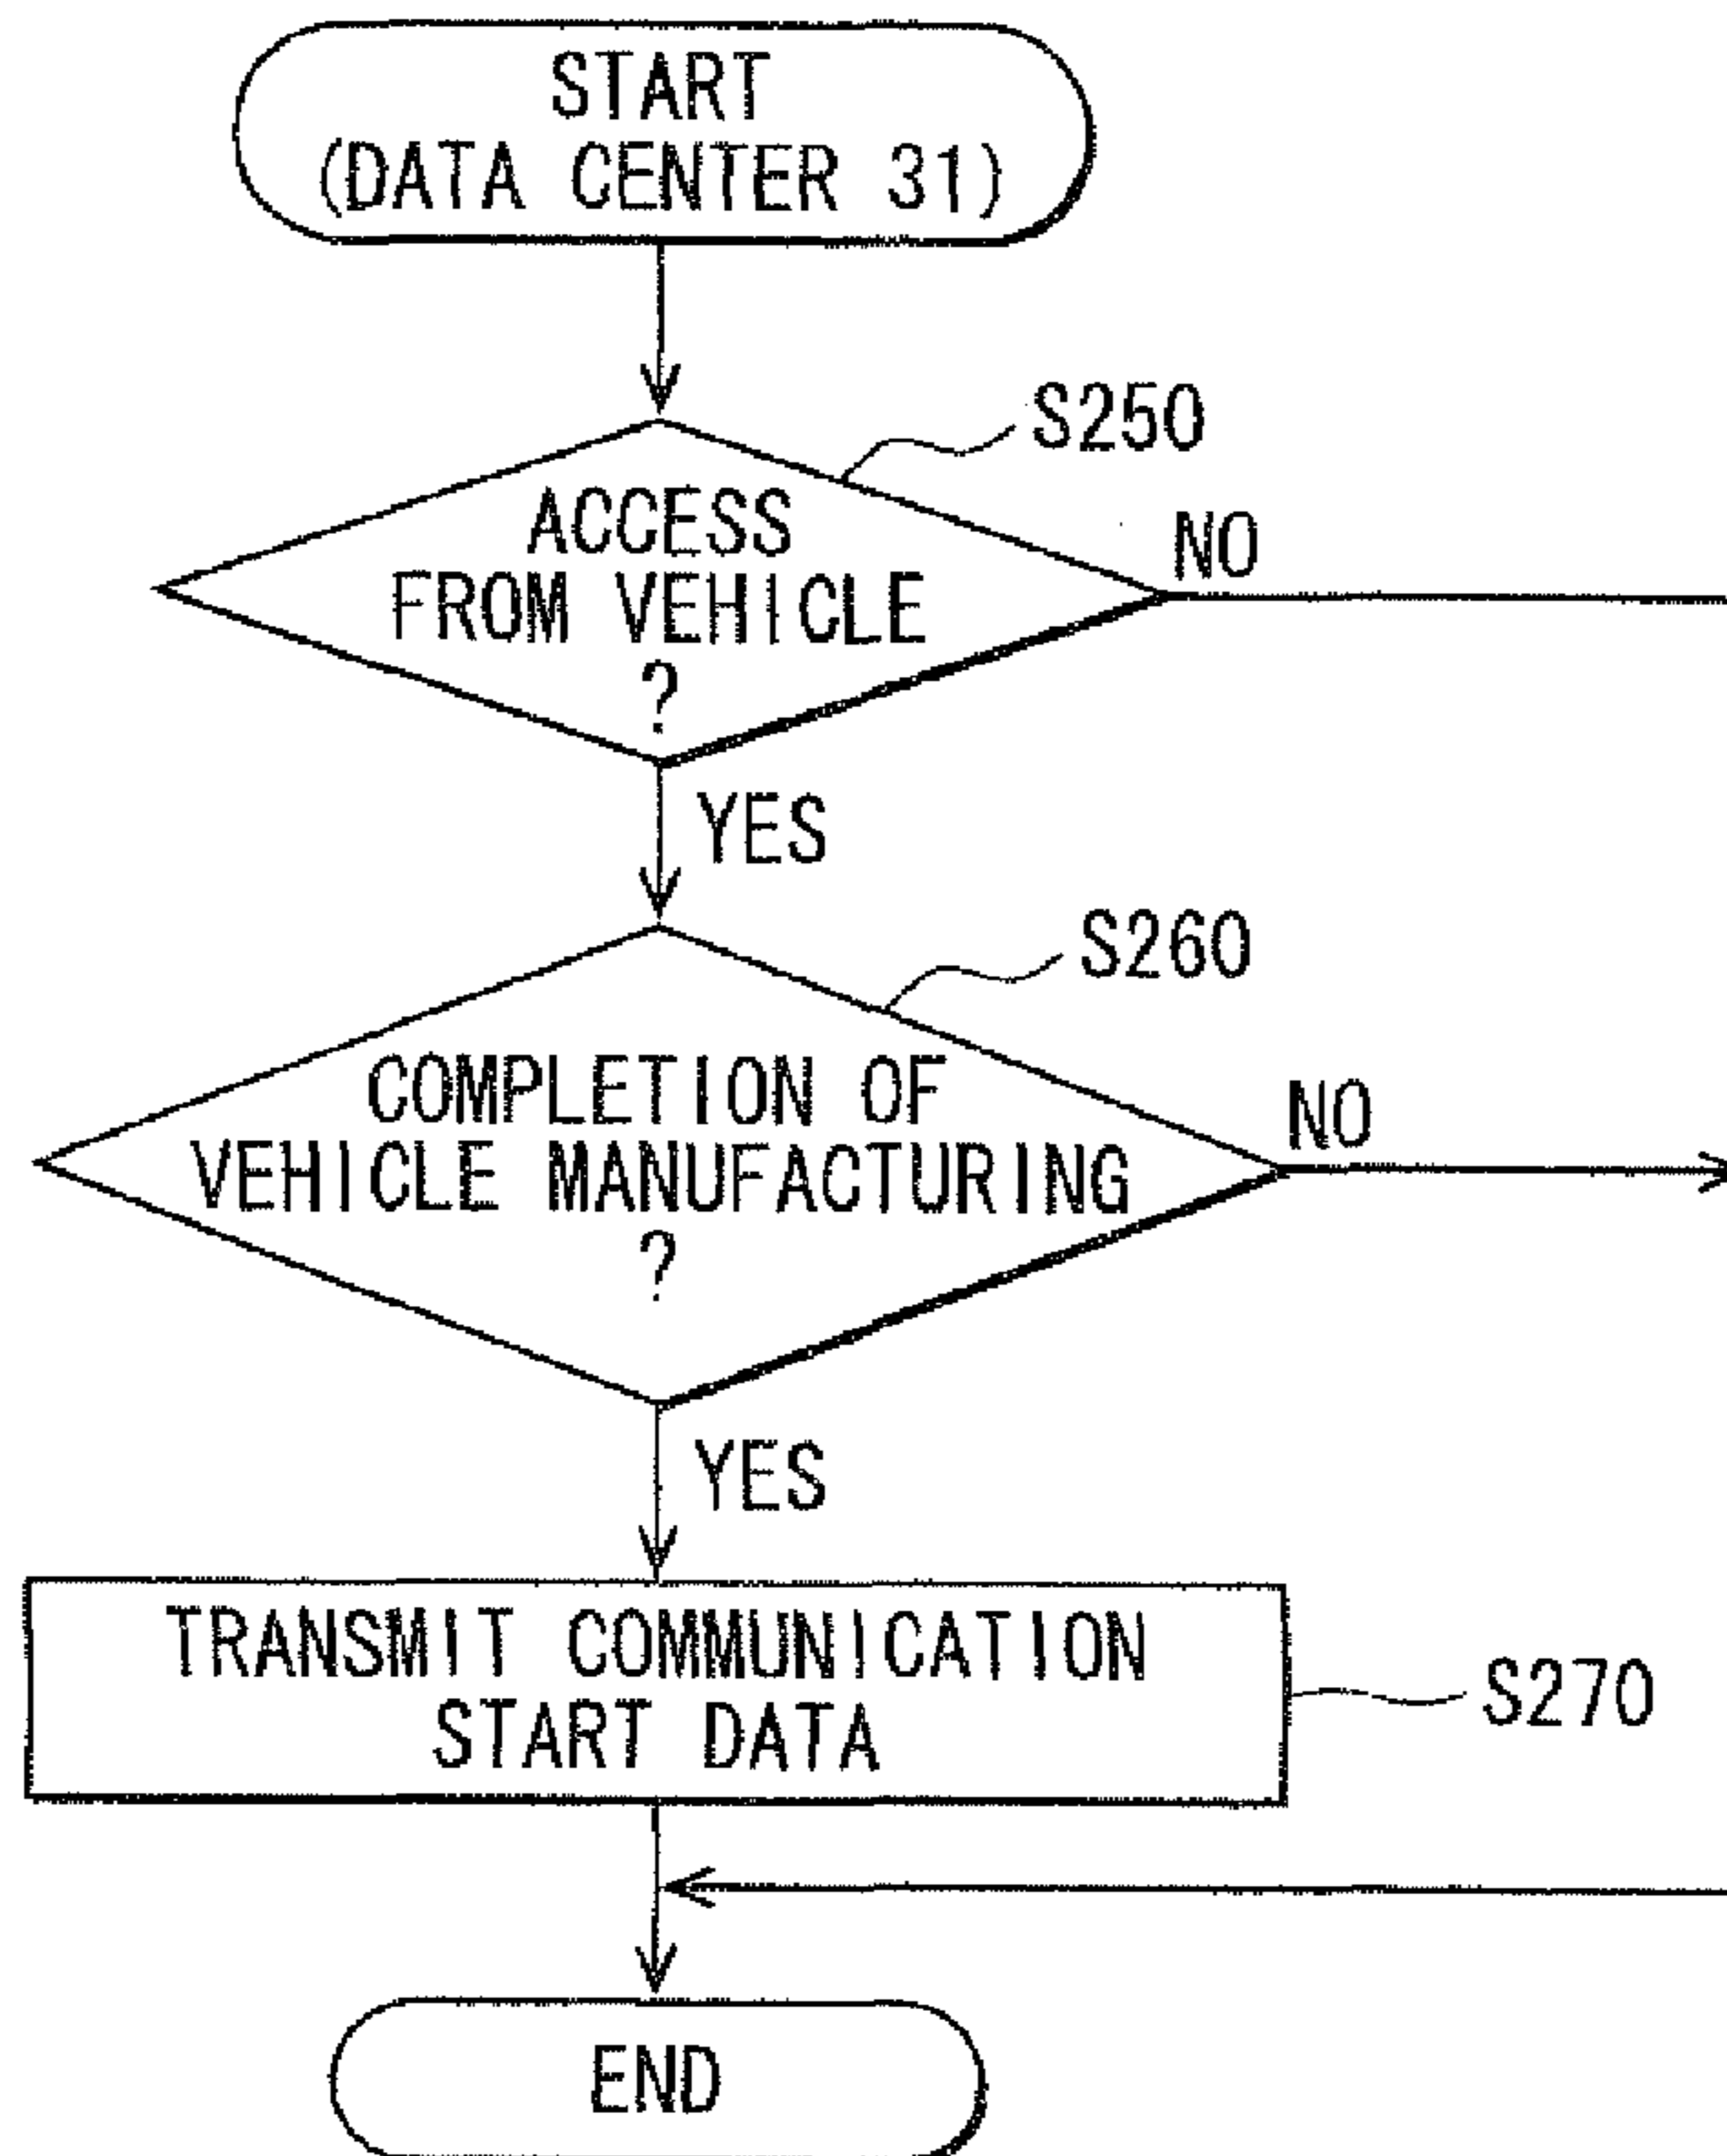 START
(DATA CENTER 31)
S250
ACCESS
FROM VEHICLE
?
NO
YES
S260
COMPLETION OF
VEHICLE MANUFACTURING
?
NO
YES
TRANSMIT COMMUNICATION
START DATA
S270
END